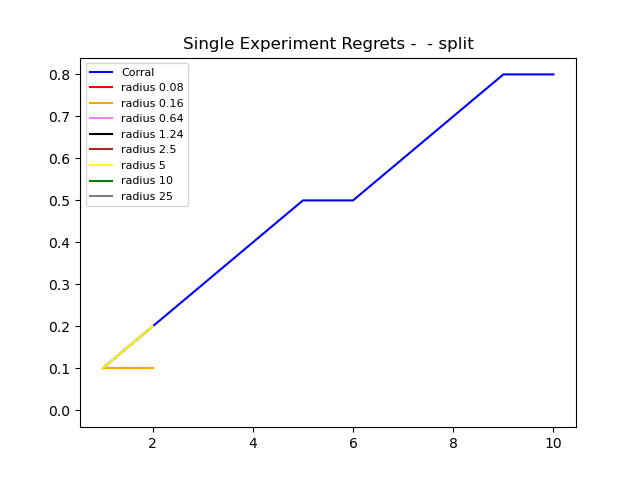 Single Experiment Regrets -  - split
0.8
0.7
0.6
0.5
0.4
0.3
0.2
0.1
0.0
Corral
radius 0.08
radius 0.16
radius 0.64
radius 1.24
radius 2.5
radius 5
radius 10
radius 25
2 4 6 8 10